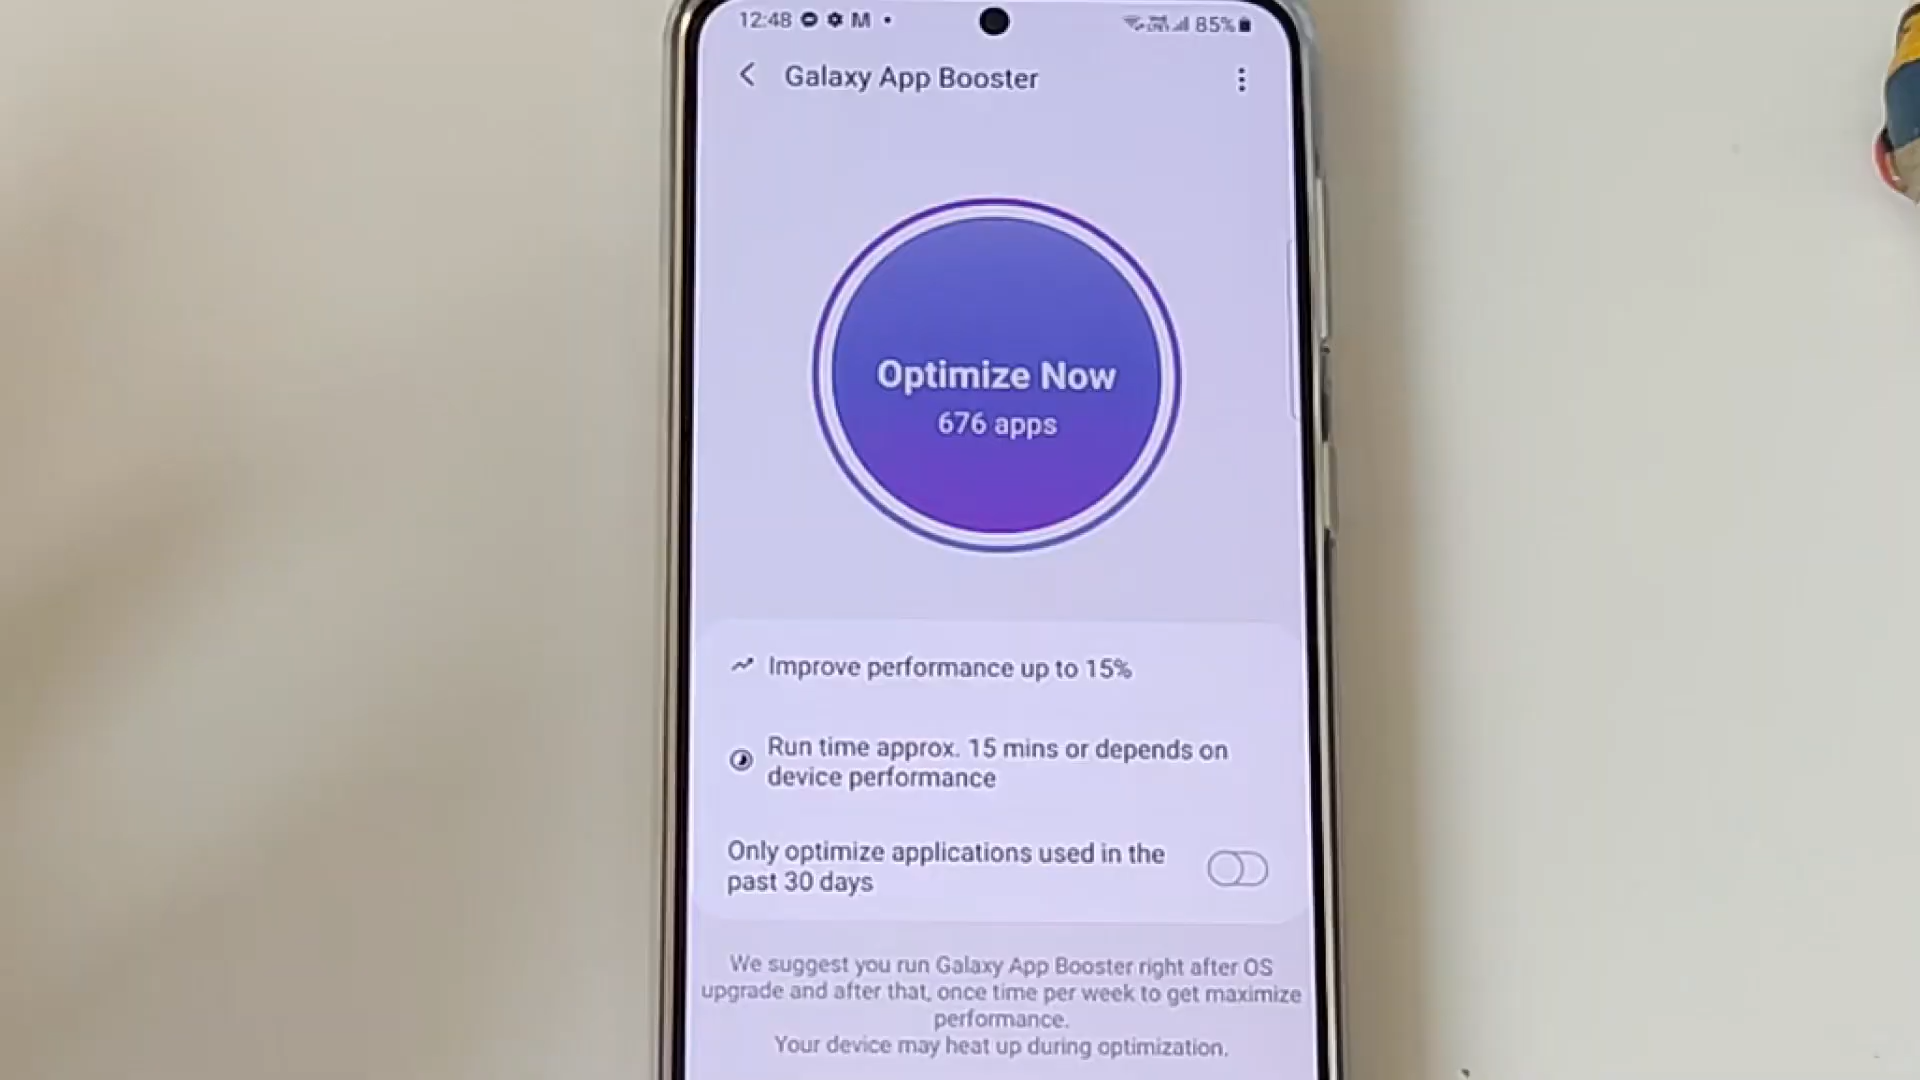 12:48 M 85%
Galaxy App Booster
Optimize Now
676 apps
Improve performance up to 15%
Run time approx. 15 mins or depends on
device performance
Only optimize applications used in the
past 30 days
We suggest you run Galaxy App Booster right after OS
upgrade and after that, once time per week to get maximize
performance.
Your device may heat up during optimization.